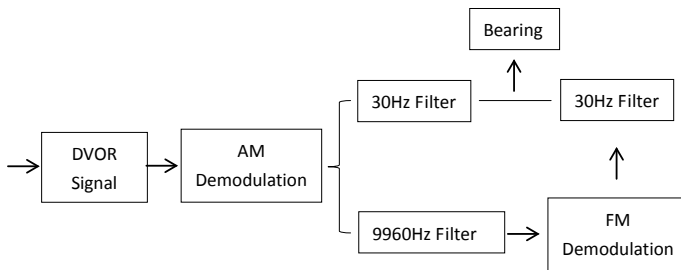 Bearing
30Hz Filter
30Hz Filter
DVOR
Signal
AM
Demodulation
9960Hz Filter
FM
Demodulation